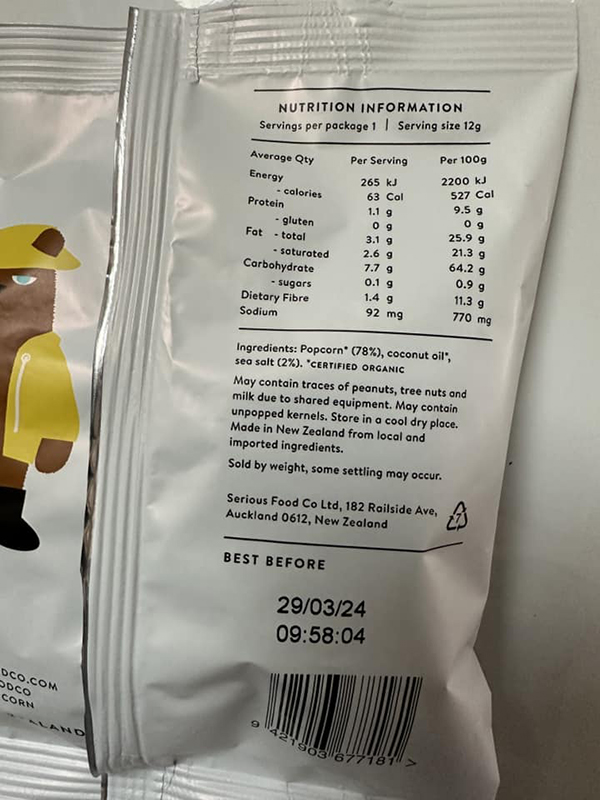 NUTRITION INFORMATION
Servings per package 1 | Serving size 12g
Average Qty Per Serving Per 100g
Energy 265 kJ 2200 kJ
- calories 63 Cal 527 Cal
Protein 1.1 g 9.5 g
- gluten 0 g 0 g
Fat - total 3.1 g 25.9 g
- saturated 2.6 g 21.3 g
Carbohydrate 7.7 g 64.2 g
- sugars 0.1 g 0.9 g
Dietary Fibre 1.4 g 11.3 g
Sodium 92 mg 770 mg
Ingredients: Popcorn* (78%), coconut oil*,
sea salt (2%). *CERTIFIED ORGANIC
May contain traces of peanuts, tree nuts and
milk due to shared equipment. May contain
unpopped kernels. Store in a cool dry place.
Made in New Zealand from local and
imported ingredients.
Sold by weight, some settling may occur.
Serious Food Co Ltd, 182 Railside Ave,
Auckland 0612, New Zealand
7
BEST BEFORE
29/03/24
09:58:04
9 421903 677181 >
DCO.COM
ODCO
CORN
ALAND